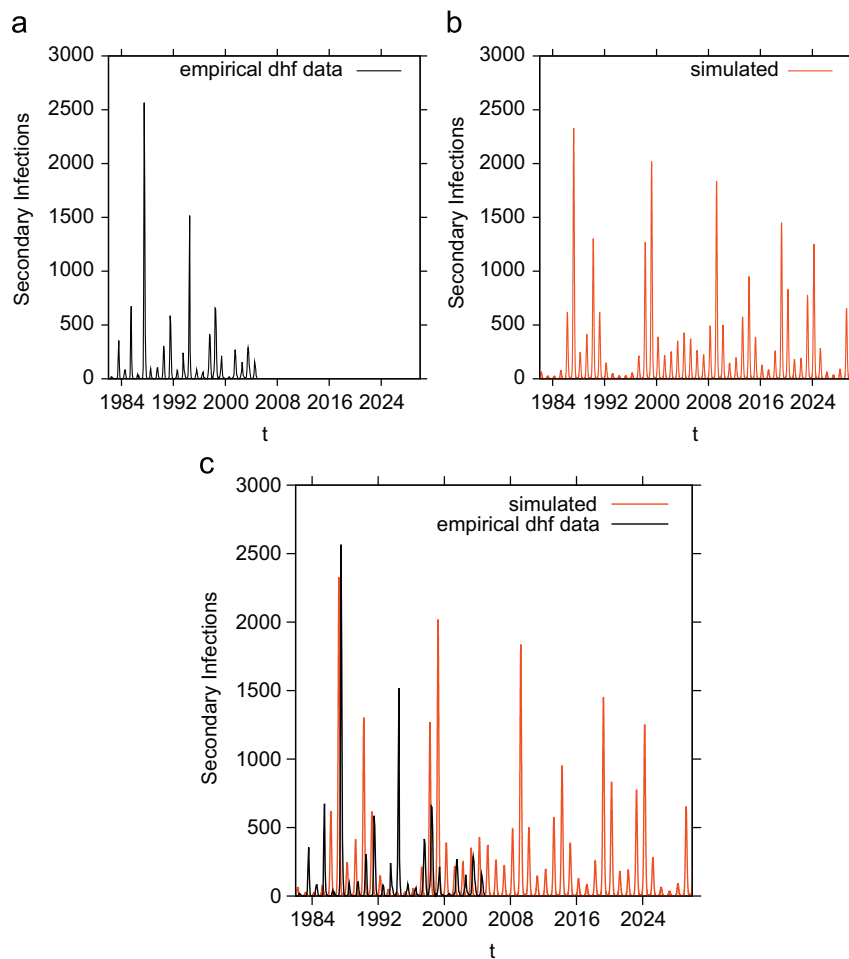 a
3000
2500
2000
1500
1000
500
0
Secondary Infections
empirical dhf data
1984 1992 2000 2008 2016 2024
t
b
3000
2500
2000
1500
1000
500
0
Secondary Infections
simulated
1984 1992 2000 2008 2016 2024
t
c
3000
2500
2000
1500
1000
500
0
Secondary Infections
simulated
empirical dhf data
1984 1992 2000 2008 2016 2024
t